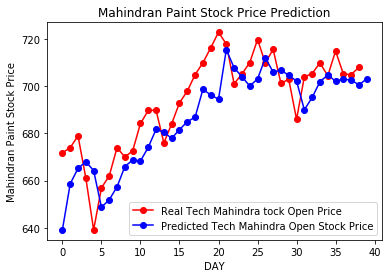 Mahindran Paint Stock Price Prediction
Mahindran Paint Stock Price
720
700
680
660
640
Real Tech Mahindra tock Open Price
Predicted Tech Mahindra Open Stock Price
0 5 10 15 20 25 30 35 40
DAY